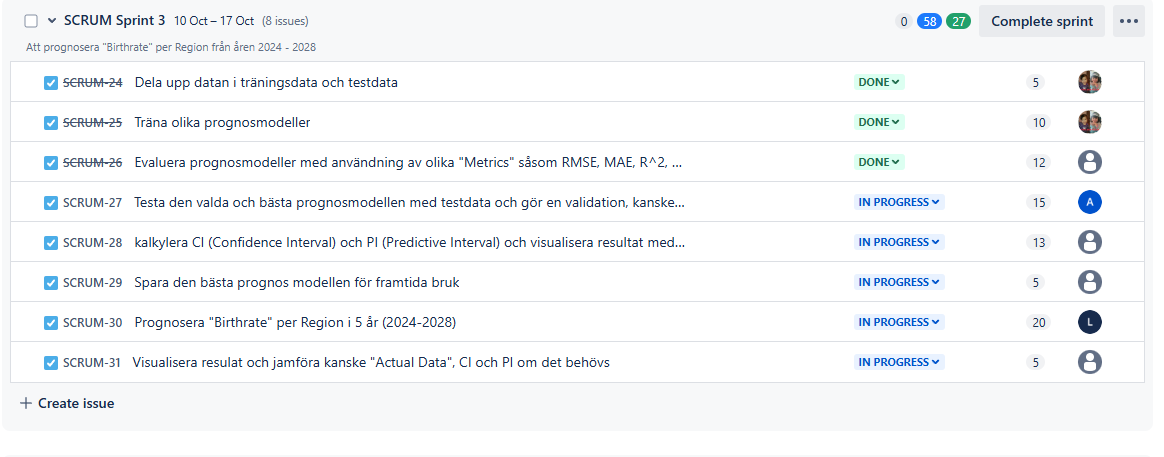 SCRUM Sprint 3 10 Oct – 17 Oct (8 issues) 0 58 27 Complete sprint
Att prognosera "Birthrate" per Region från åren 2024 - 2028
SCRUM-24 Dela upp datan i träningsdata och testdata DONE 5
SCRUM-25 Träna olika prognosmodeller DONE 10
SCRUM-26 Evaluera prognosmodeller med användning av olika "Metrics" såsom RMSE, MAE, R^2, ... DONE 12
SCRUM-27 Testa den valda och bästa prognosmodellen med testdata och gör en validation, kanske... IN PROGRESS 15 A
SCRUM-28 kalkylera CI (Confidence Interval) och PI (Predictive Interval) och visualisera resultat med... IN PROGRESS 13
SCRUM-29 Spara den bästa prognos modellen för framtida bruk IN PROGRESS 5
SCRUM-30 Prognosera "Birthrate" per Region i 5 år (2024-2028) IN PROGRESS 20 L
SCRUM-31 Visualisera resulat och jamföra kanske "Actual Data", CI och PI om det behövs IN PROGRESS 5
+ Create issue